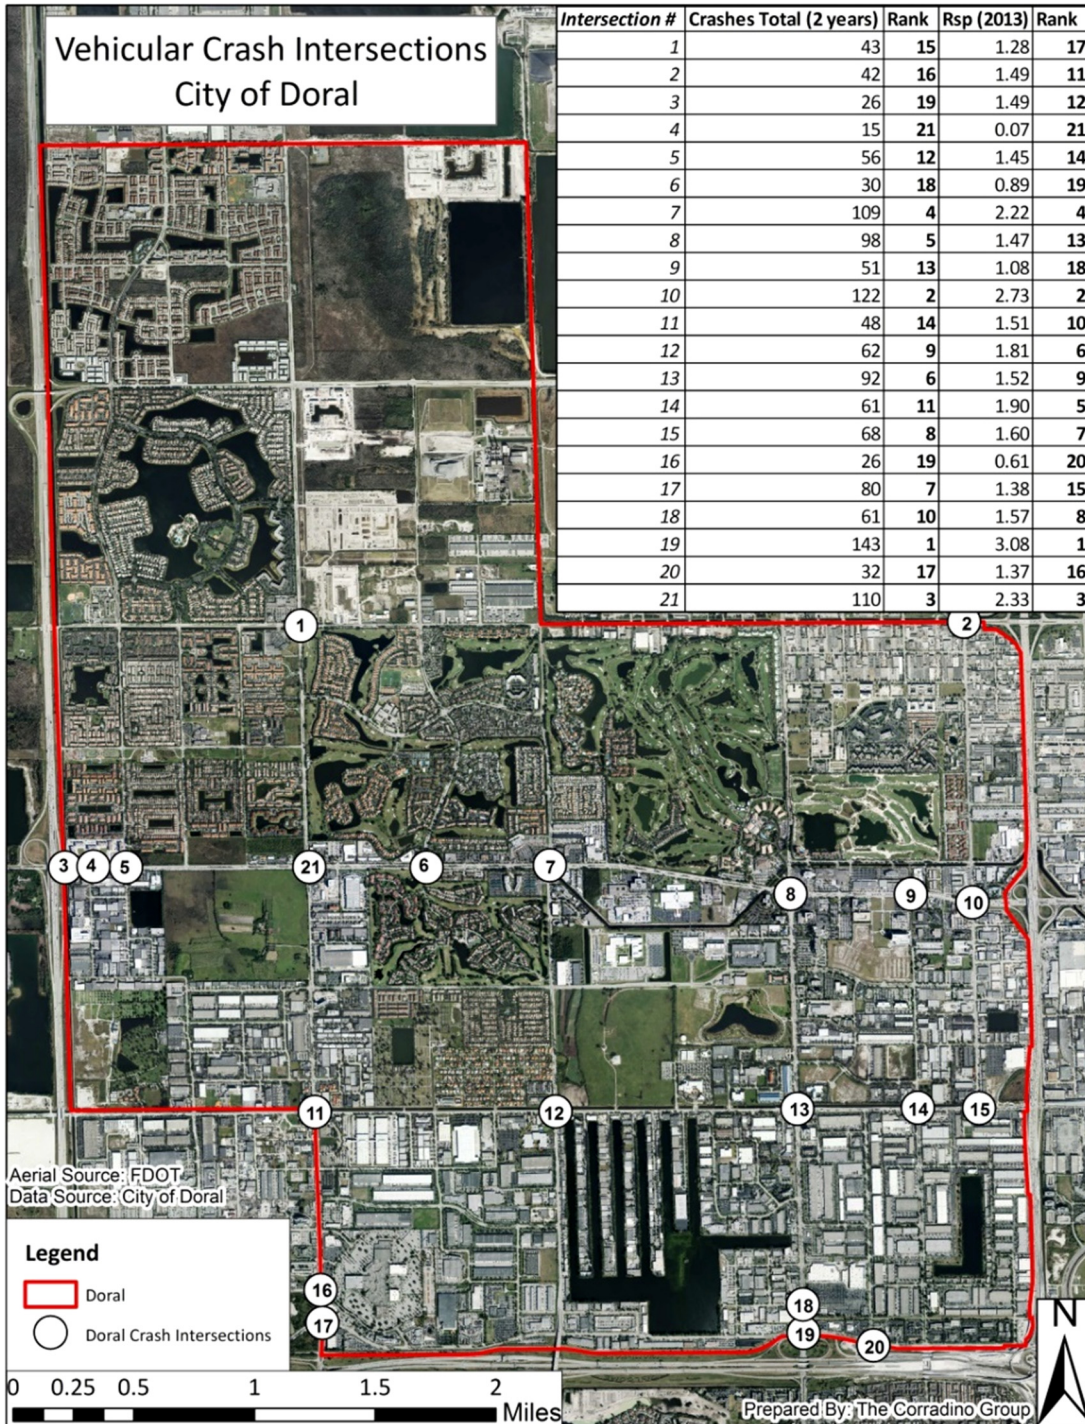 Vehicular Crash Intersections
City of Doral
Intersection # Crashes Total (2 years) Rank Rsp (2013) Rank
1 43 15 1.28 17
2 42 16 1.49 11
3 26 19 1.49 12
4 15 21 0.07 21
5 56 12 1.45 14
6 30 18 0.89 19
7 109 4 2.22 4
8 98 5 1.47 13
9 51 13 1.08 18
10 122 2 2.73 2
11 48 14 1.51 10
12 62 9 1.81 6
13 92 6 1.52 9
14 61 11 1.90 5
15 68 8 1.60 7
16 26 19 0.61 20
17 80 7 1.38 15
18 61 10 1.57 8
19 143 1 3.08 1
20 32 17 1.37 16
21 110 3 2.33 3
1
2
3 4 5 21 6 7
8 9 10
11 12 13 14 15
16
17
18
19
20
Aerial Source: FDOT
Data Source: City of Doral
Legend
Doral
Doral Crash Intersections
N
0 0.25 0.5 1 1.5 2
Miles
Prepared By: The Corradino Group